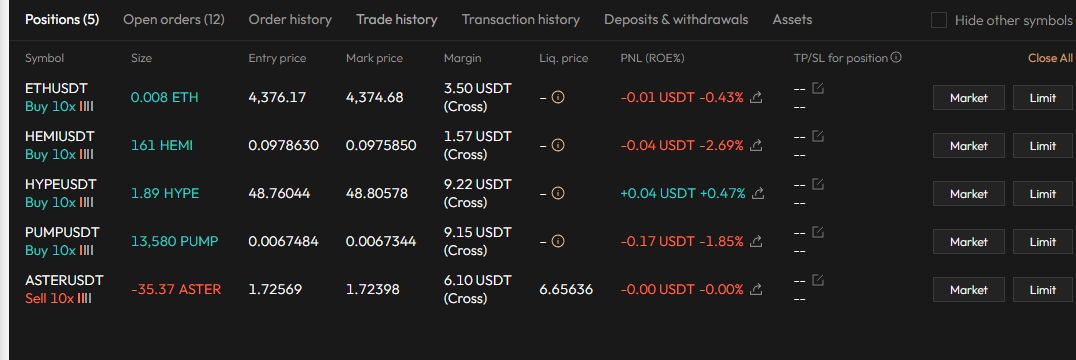 Positions (5) Open orders (12) Order history Trade history Transaction history Deposits & withdrawals Assets Hide other symbols
Symbol Size Entry price Mark price Margin Liq. price PNL (ROE%) TP/SL for position Close All
ETHUSDT
Buy 10x
0.008 ETH 4,376.17 4,374.68
3.50 USDT
(Cross)
– -0.01 USDT -0.43%
--
--
Market Limit
HEMIUSDT
Buy 10x
161 HEMI 0.0978630 0.0975850
1.57 USDT
(Cross)
– -0.04 USDT -2.69%
--
--
Market Limit
HYPEUSDT
Buy 10x
1.89 HYPE 48.76044 48.80578
9.22 USDT
(Cross)
– +0.04 USDT +0.47%
--
--
Market Limit
PUMPUSDT
Buy 10x
13,580 PUMP 0.0067484 0.0067344
9.15 USDT
(Cross)
– -0.17 USDT -1.85%
--
--
Market Limit
ASTERUSDT
Sell 10x
-35.37 ASTER 1.72569 1.72398
6.10 USDT
(Cross)
6.65636 -0.00 USDT -0.00%
--
--
Market Limit